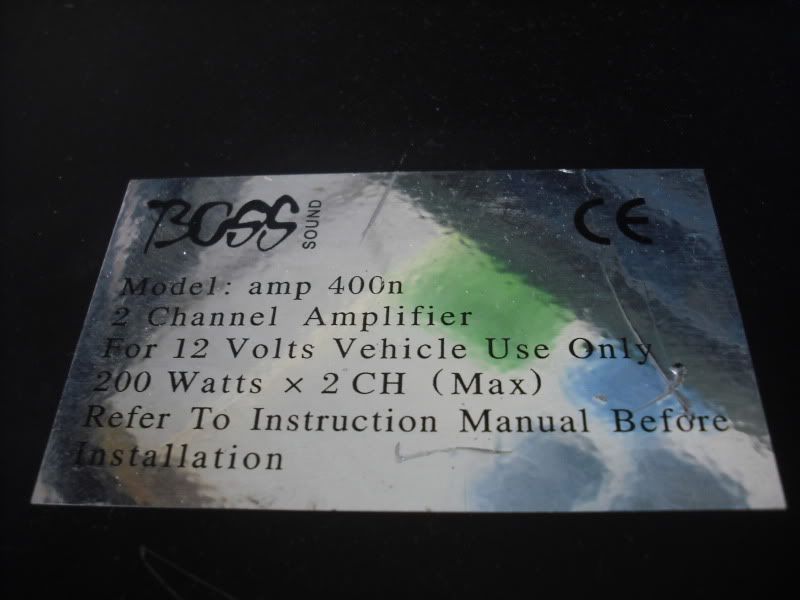 BOSS SOUND CE
Model: amp 400n
2 Channel Amplifier
For 12 Volts Vehicle Use Only
200 Watts × 2 CH (Max)
Refer To Instruction Manual Before
Installation